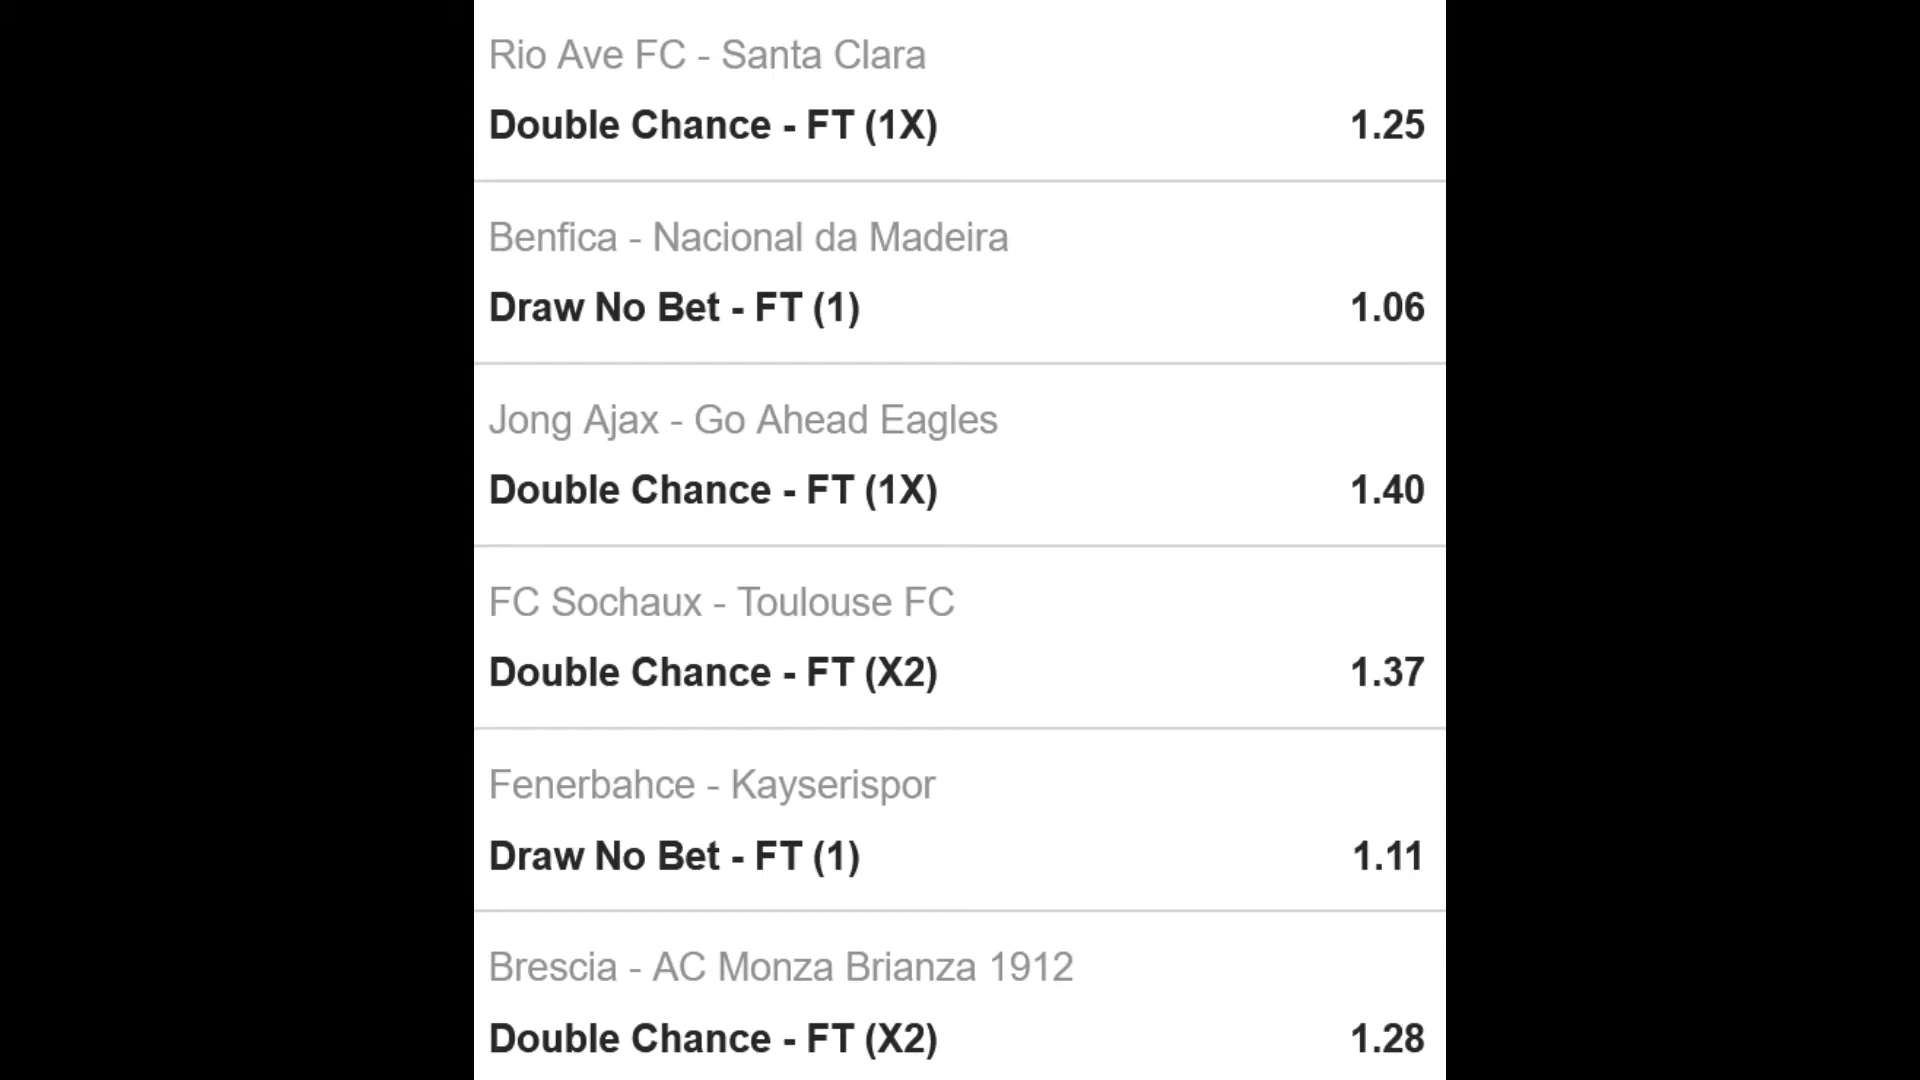 Rio Ave FC - Santa Clara
Double Chance - FT (1X) 1.25
Benfica - Nacional da Madeira
Draw No Bet - FT (1) 1.06
Jong Ajax - Go Ahead Eagles
Double Chance - FT (1X) 1.40
FC Sochaux - Toulouse FC
Double Chance - FT (X2) 1.37
Fenerbahce - Kayserispor
Draw No Bet - FT (1) 1.11
Brescia - AC Monza Brianza 1912
Double Chance - FT (X2) 1.28